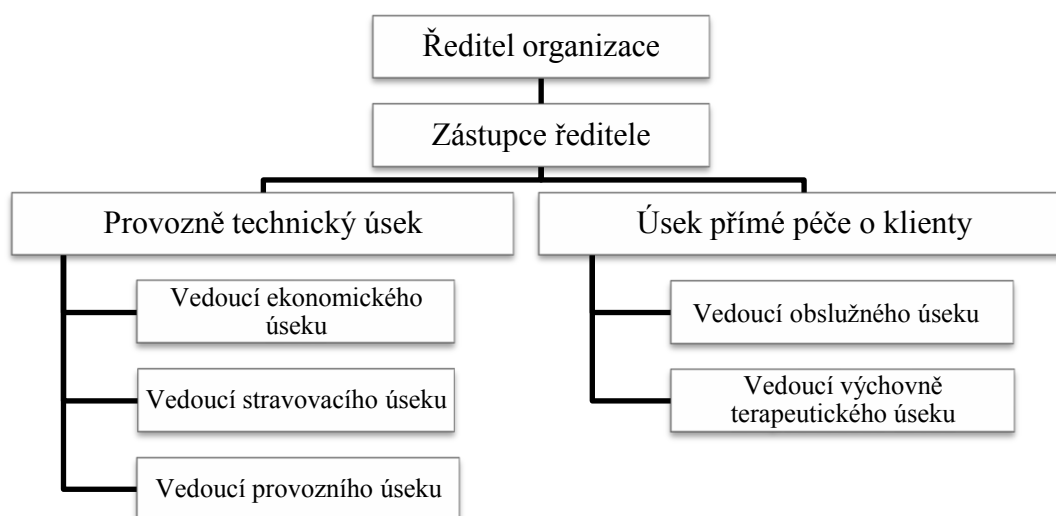 Ředitel organizace
Zástupce ředitele
Provozně technický úsek
Vedoucí ekonomického
úseku
Vedoucí stravovacího úseku
Vedoucí provozního úseku
Úsek přímé péče o klienty
Vedoucí obslužného úseku
Vedoucí výchovně
terapeutického úseku